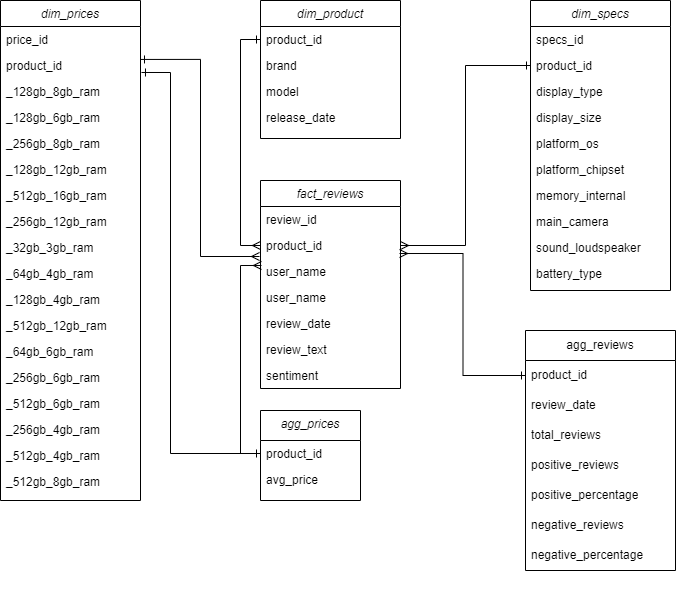 dim_prices
price_id
product_id
_128gb_8gb_ram
_128gb_6gb_ram
_256gb_8gb_ram
_128gb_12gb_ram
_512gb_16gb_ram
_256gb_12gb_ram
_32gb_3gb_ram
_64gb_4gb_ram
_128gb_4gb_ram
_512gb_12gb_ram
_64gb_6gb_ram
_256gb_6gb_ram
_512gb_6gb_ram
_256gb_4gb_ram
_512gb_4gb_ram
_512gb_8gb_ram
dim_product
product_id
brand
model
release_date
fact_reviews
review_id
product_id
user_name
user_name
review_date
review_text
sentiment
agg_prices
product_id
avg_price
dim_specs
specs_id
product_id
display_type
display_size
platform_os
platform_chipset
memory_internal
main_camera
sound_loudspeaker
battery_type
agg_reviews
product_id
review_date
total_reviews
positive_reviews
positive_percentage
negative_reviews
negative_percentage